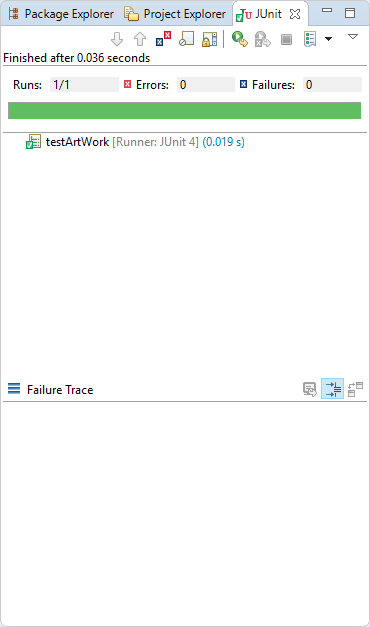 Package Explorer Project Explorer JUnit
Finished after 0.036 seconds
Runs: 1/1 Errors: 0 Failures: 0
testArtWork [Runner: JUnit 4] (0.019 s)
Failure Trace